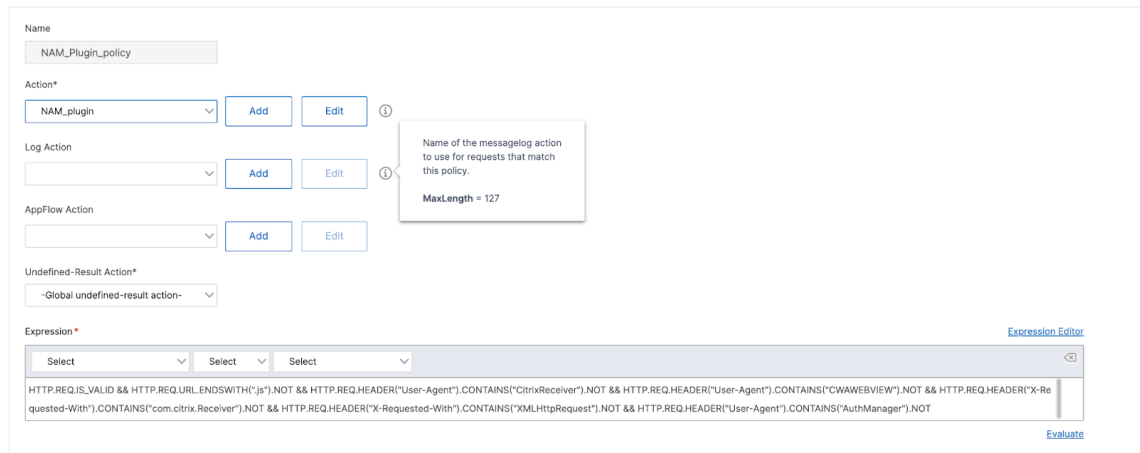 Name
NAM_Plugin_policy
Action*
NAM_plugin
Add
Edit
Log Action
Add
Edit
Name of the messagelog action
to use for requests that match
this policy.
MaxLength = 127
AppFlow Action
Add
Edit
Undefined-Result Action*
-Global undefined-result action-
Expression *
Expression Editor
Select
Select
Select
HTTP.REQ.IS_VALID && HTTP.REQ.URL.ENDSWITH(".js").NOT && HTTP.REQ.HEADER("User-Agent").CONTAINS("CitrixReceiver").NOT && HTTP.REQ.HEADER("User-Agent").CONTAINS("CWAWEBVIEW").NOT && HTTP.REQ.HEADER("X-Re
quested-With").CONTAINS("com.citrix.Receiver").NOT && HTTP.REQ.HEADER("X-Requested-With").CONTAINS("XMLHttpRequest").NOT && HTTP.REQ.HEADER("User-Agent").CONTAINS("AuthManager").NOT
Evaluate